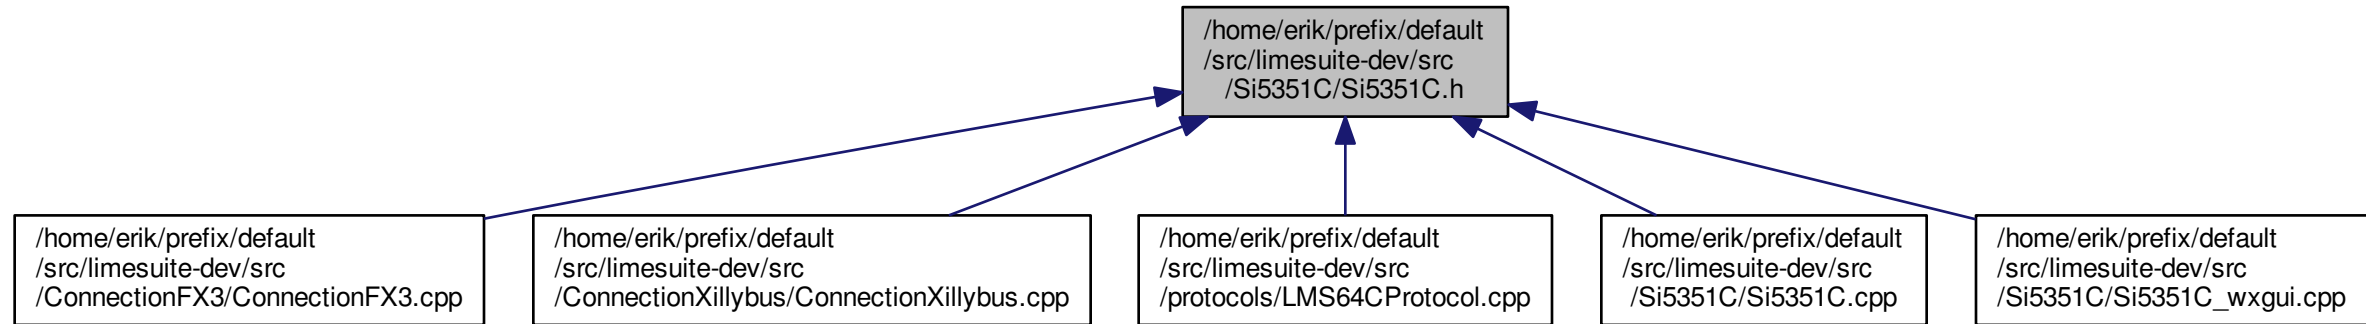 /home/erik/prefix/default
/src/limesuite-dev/src
/Si5351C/Si5351C.h
/home/erik/prefix/default
/src/limesuite-dev/src
/ConnectionFX3/ConnectionFX3.cpp
/home/erik/prefix/default
/src/limesuite-dev/src
/ConnectionXillybus/ConnectionXillybus.cpp
/home/erik/prefix/default
/src/limesuite-dev/src
/protocols/LMS64CProtocol.cpp
/home/erik/prefix/default
/src/limesuite-dev/src
/Si5351C/Si5351C.cpp
/home/erik/prefix/default
/src/limesuite-dev/src
/Si5351C/Si5351C_wxgui.cpp